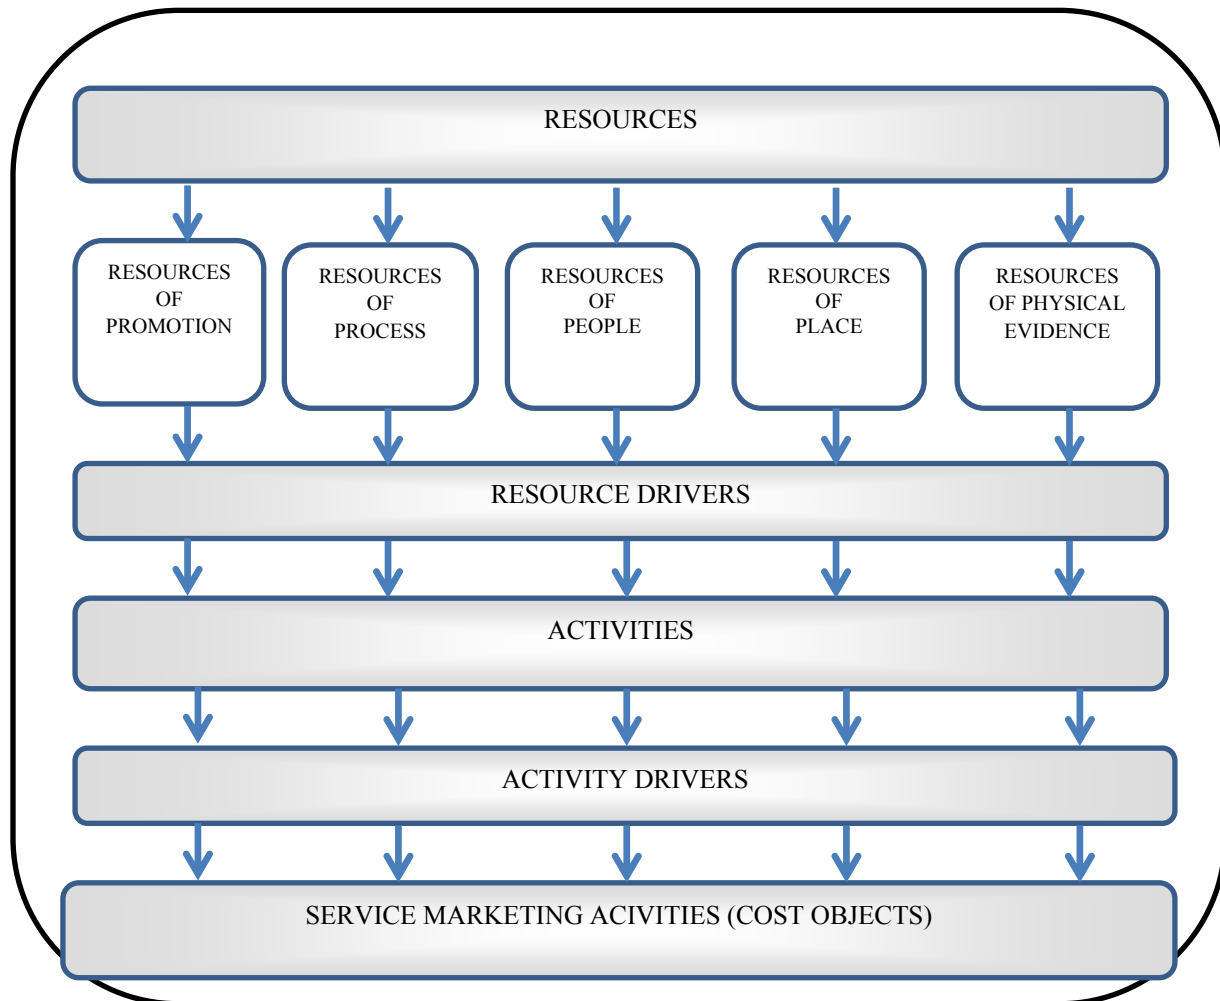 RESOURCES
RESOURCES
OF
PROMOTION
RESOURCES
OF
PROCESS
RESOURCES
OF
PEOPLE
RESOURCES
OF
PLACE
RESOURCES
OF PHYSICAL
EVIDENCE
RESOURCE DRIVERS
ACTIVITIES
ACTIVITY DRIVERS
SERVICE MARKETING ACIVITIES (COST OBJECTS)